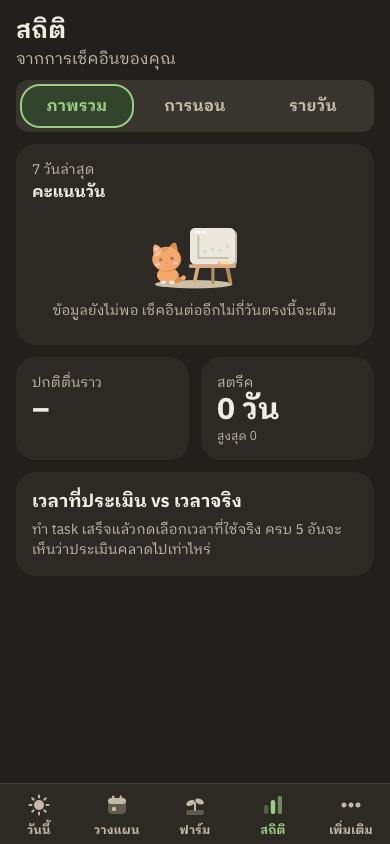 สถิติ
จากการเช็คอินของคุณ
ภาพรวม
การนอน
รายวัน
7 วันล่าสุด
คะแนนวัน
ข้อมูลยังไม่พอ เช็คอินต่ออีกไม่กี่วันตรงนี้จะเต็ม
ปกติตื่นราว
–
สตรีค
0 วัน
สูงสุด 0
เวลาที่ประเมิน vs เวลาจริง
ทำ task เสร็จแล้วกดเลือกเวลาที่ใช้จริง ครบ 5 อันจะ
เห็นว่าประเมินคลาดไปเท่าไหร่
วันนี้
วางแผน
ฟาร์ม
สถิติ
เพิ่มเติม